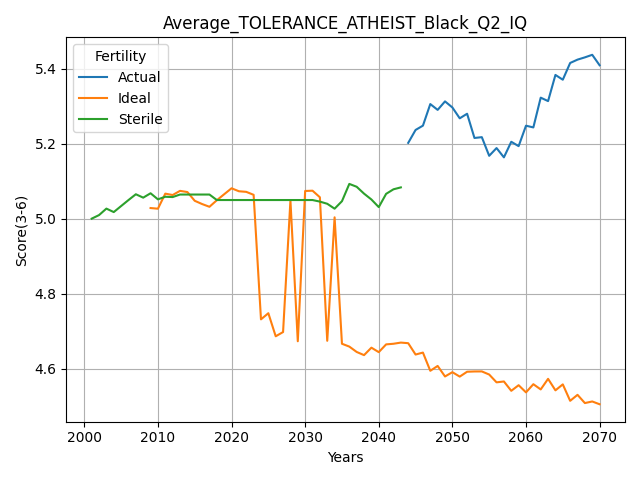 Average_TOLERANCE_ATHEIST_Black_Q2_IQ
Fertility
Actual
Ideal
Sterile
Score(3-6)
5.4
5.2
5.0
4.8
4.6
2000 2010 2020 2030 2040 2050 2060 2070
Years